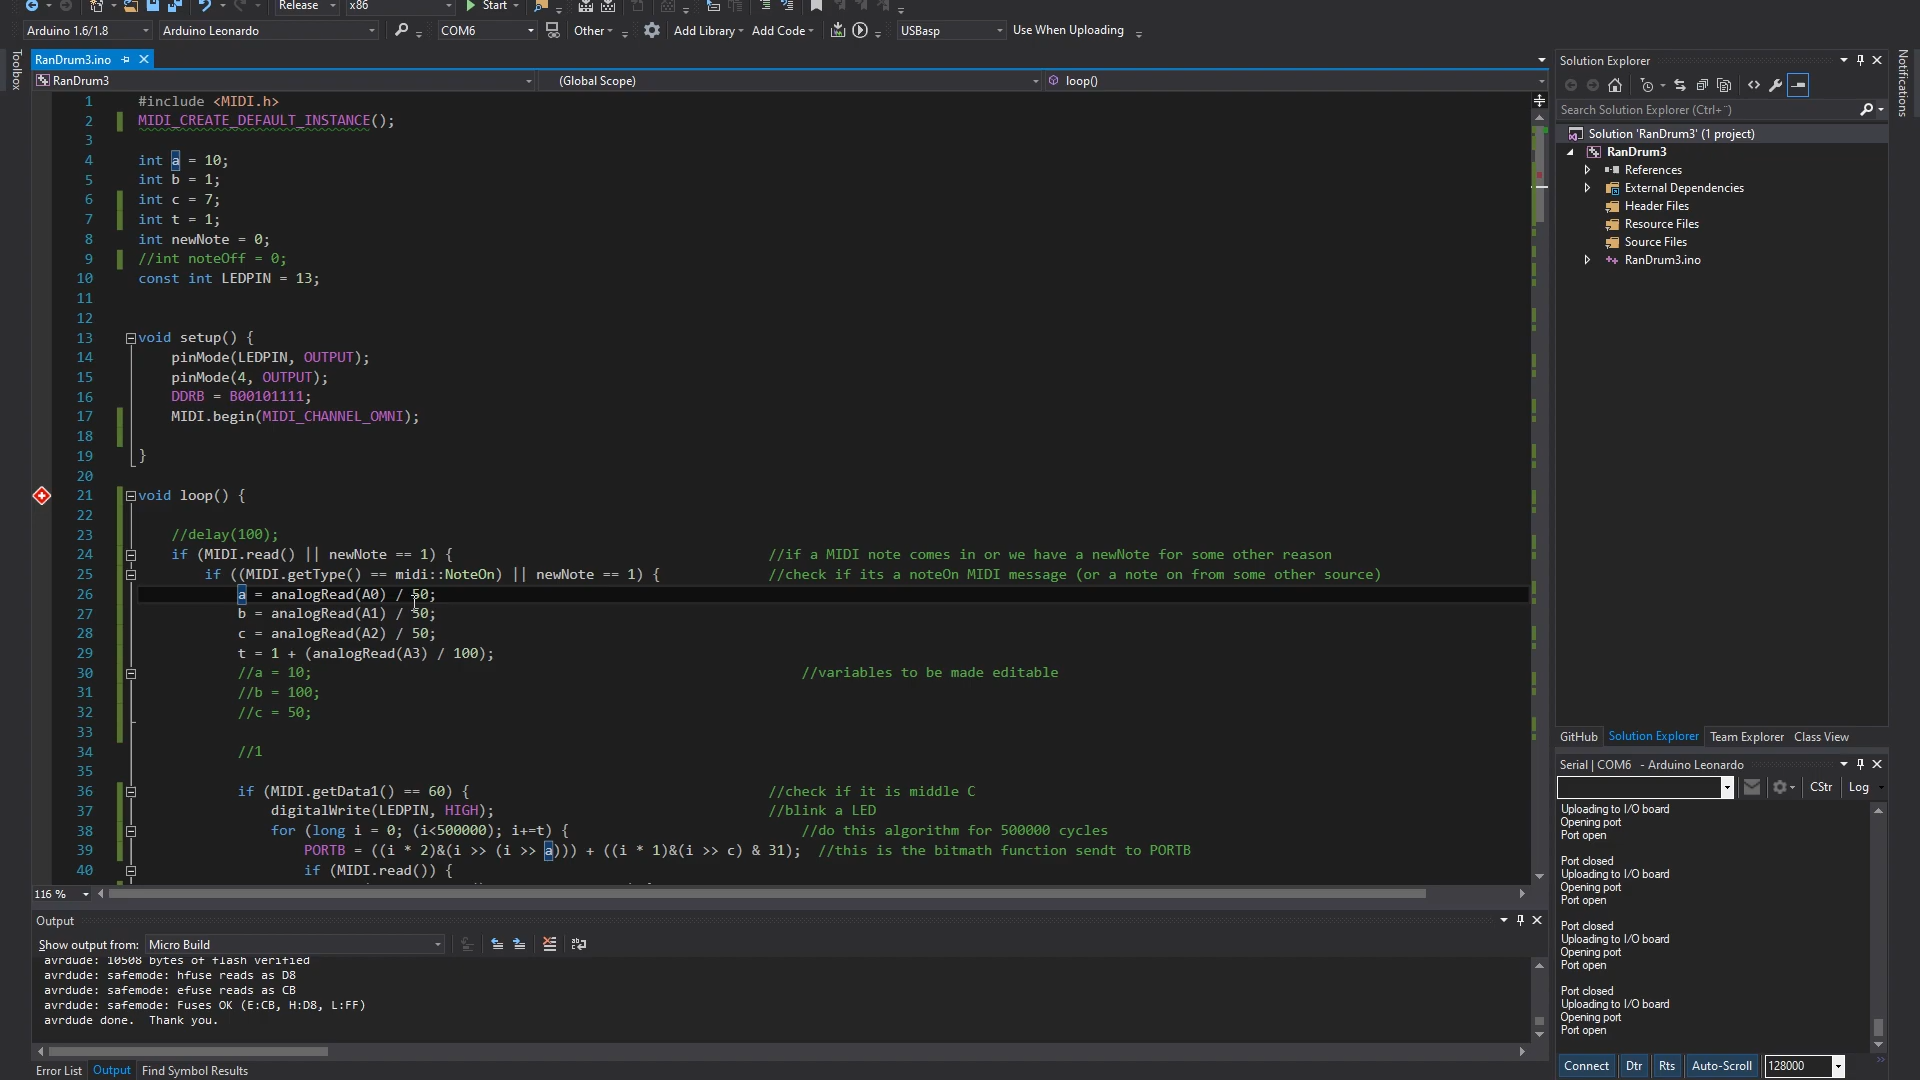 Release x86 Start
Arduino 1.6/1.8 Arduino Leonardo COM6 Other Add Library Add Code USBasp Use When Uploading
Toolbox
RanDrum3.ino
RanDrum3 (Global Scope) loop()
1 #include <MIDI.h>
2 MIDI_CREATE_DEFAULT_INSTANCE();
3
4 int a = 10;
5 int b = 1;
6 int c = 7;
7 int t = 1;
8 int newNote = 0;
9 //int noteOff = 0;
10 const int LEDPIN = 13;
11
12
13 void setup() {
14 pinMode(LEDPIN, OUTPUT);
15 pinMode(4, OUTPUT);
16 DDRB = B00101111;
17 MIDI.begin(MIDI_CHANNEL_OMNI);
18
19 }
20
21 void loop() {
22
23 //delay(100);
24 if (MIDI.read() || newNote == 1) { //if a MIDI note comes in or we have a newNote for some other reason
25 if ((MIDI.getType() == midi::NoteOn) || newNote == 1) { //check if its a noteOn MIDI message (or a note on from some other source)
26 a = analogRead(A0) / 50;
27 b = analogRead(A1) / 50;
28 c = analogRead(A2) / 50;
29 t = 1 + (analogRead(A3) / 100);
30 //a = 10; //variables to be made editable
31 //b = 100;
32 //c = 50;
33
34 //1
35
36 if (MIDI.getData1() == 60) { //check if it is middle C
37 digitalWrite(LEDPIN, HIGH); //blink a LED
38 for (long i = 0; (i<500000); i+=t) { //do this algorithm for 500000 cycles
39 PORTB = ((i * 2)&(i >> (i >> a))) + ((i * 1)&(i >> c) & 31); //this is the bitmath function sendt to PORTB
40 if (MIDI.read()) {
116 %
Output
Show output from: Micro Build
avrdude: 10508 bytes of flash verified
avrdude: safemode: hfuse reads as D8
avrdude: safemode: efuse reads as CB
avrdude: safemode: Fuses OK (E:CB, H:D8, L:FF)
avrdude done.  Thank you.
Error List Output Find Symbol Results
Solution Explorer
Search Solution Explorer (Ctrl+¨)
Solution 'RanDrum3' (1 project)
RanDrum3
References
External Dependencies
Header Files
Resource Files
Source Files
RanDrum3.ino
GitHub Solution Explorer Team Explorer Class View
Serial | COM6 - Arduino Leonardo
CStr Log
Uploading to I/O board
Opening port
Port open
Port closed
Uploading to I/O board
Opening port
Port open
Port closed
Uploading to I/O board
Opening port
Port open
Port closed
Uploading to I/O board
Opening port
Port open
Connect Dtr Rts Auto-Scroll 128000
Notifications